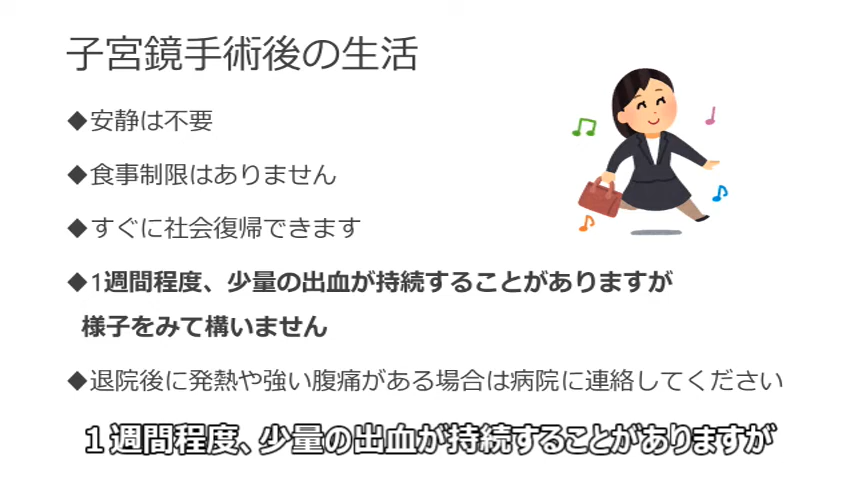 子宮鏡手術後の生活
◆安静は不要
◆食事制限はありません
◆すぐに社会復帰できます
◆1週間程度、少量の出血が持続することがありますが
様子をみて構いません
◆退院後に発熱や強い腹痛がある場合は病院に連絡してください
１週間程度、少量の出血が持続することがありますが